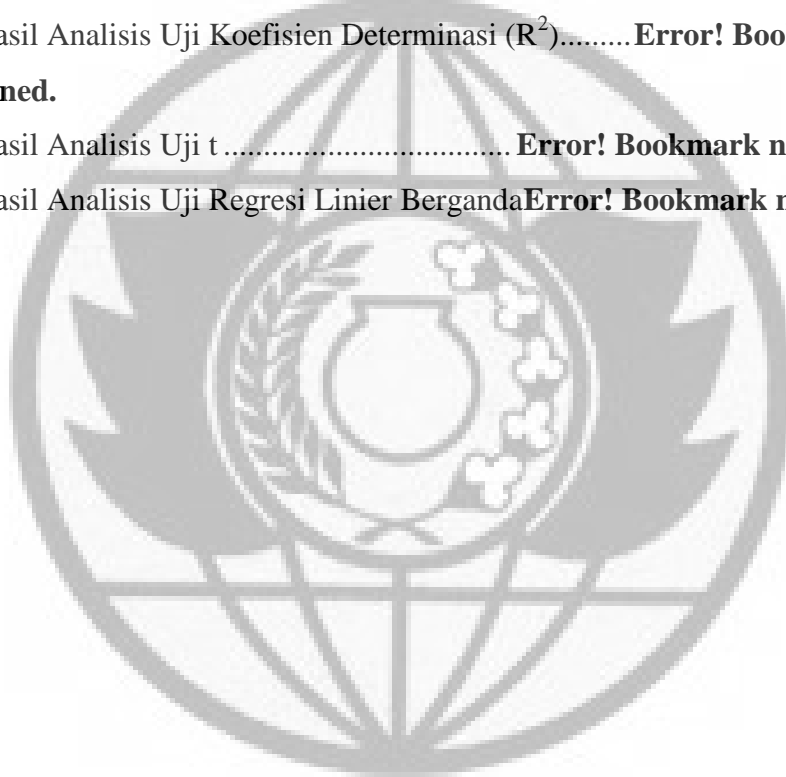 asil Analisis Uji Koefisien Determinasi (R²).........Error! Boo
ned.
asil Analisis Uji t .................................. Error! Bookmark n
asil Analisis Uji Regresi Linier BergandaError! Bookmark n